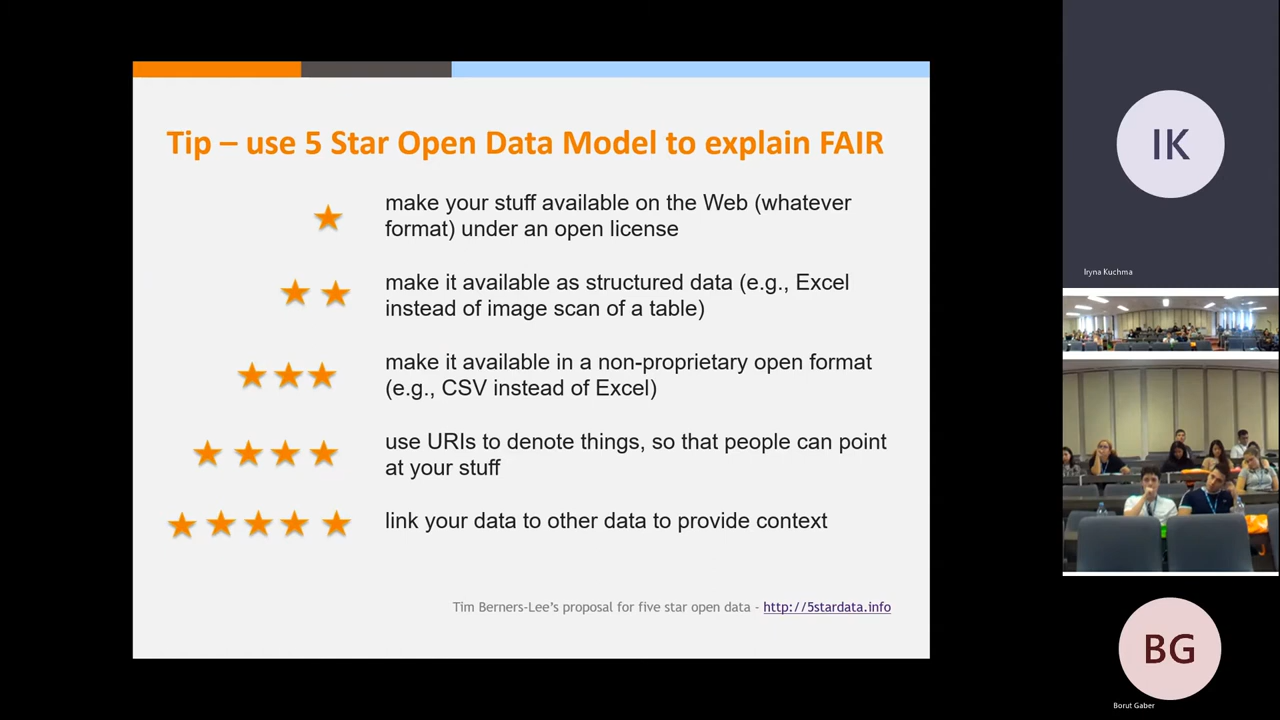 Tip – use 5 Star Open Data Model to explain FAIR
make your stuff available on the Web (whatever
format) under an open license
make it available as structured data (e.g., Excel
instead of image scan of a table)
make it available in a non-proprietary open format
(e.g., CSV instead of Excel)
use URIs to denote things, so that people can point
at your stuff
link your data to other data to provide context
Tim Berners-Lee’s proposal for five star open data - http://5stardata.info
IK
Iryna Kuchma
BG
Borut Gaber